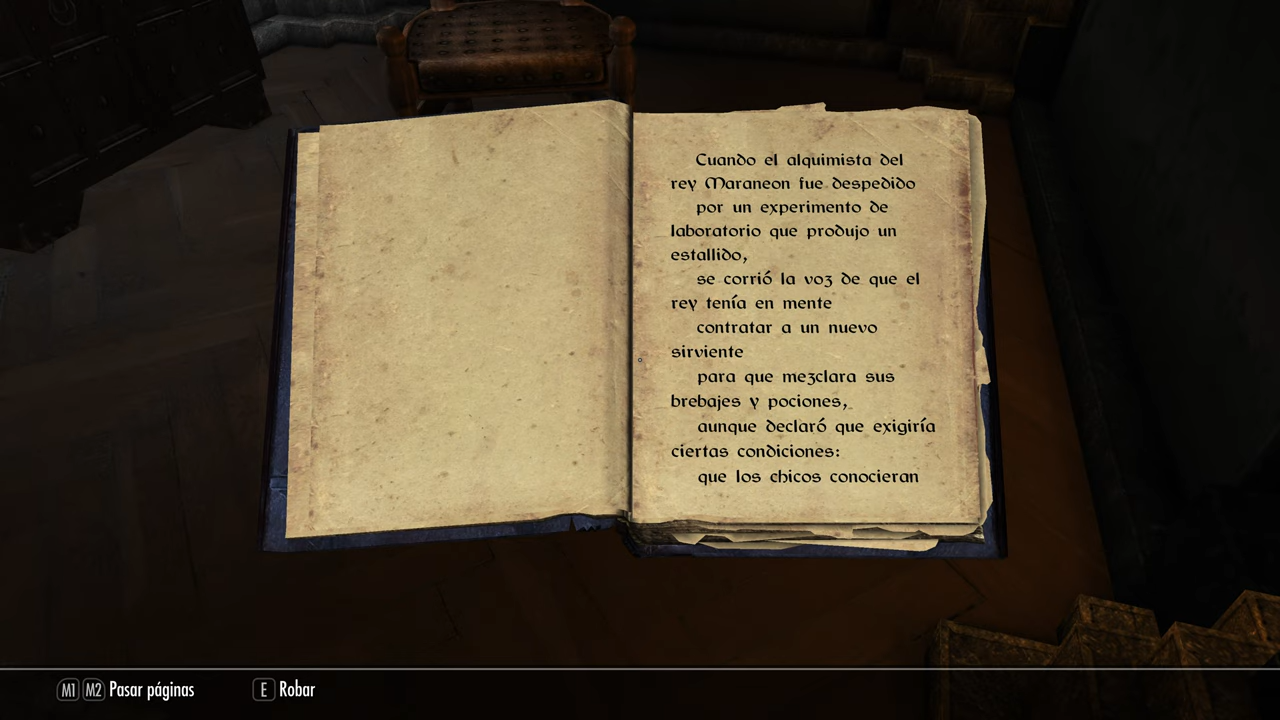 Cuando el alquimista del
rey Maraneon fue despedido
por un experimento de
laboratorio que produjo un
estallido,
se corrió la voz de que el
rey tenía en mente
contratar a un nuevo
sirviente
para que mezclara sus
brebajes y pociones,
aunque declaró que exigiría
ciertas condiciones:
que los chicos conocieran
M1 M2 Pasar páginas E Robar